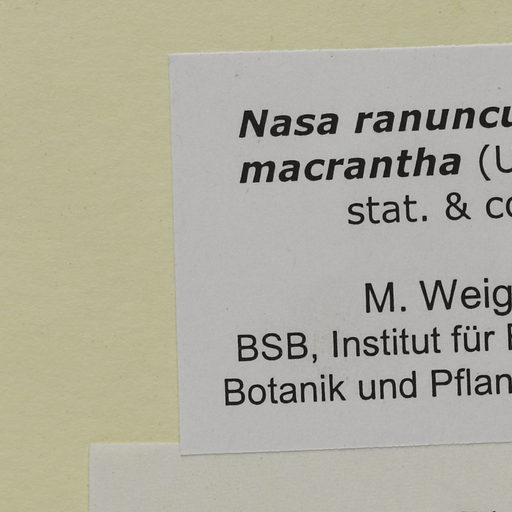 Nasa ranuncu
macrantha (U
stat. & co
M. Weig
BSB, Institut für
Botanik und Pflan